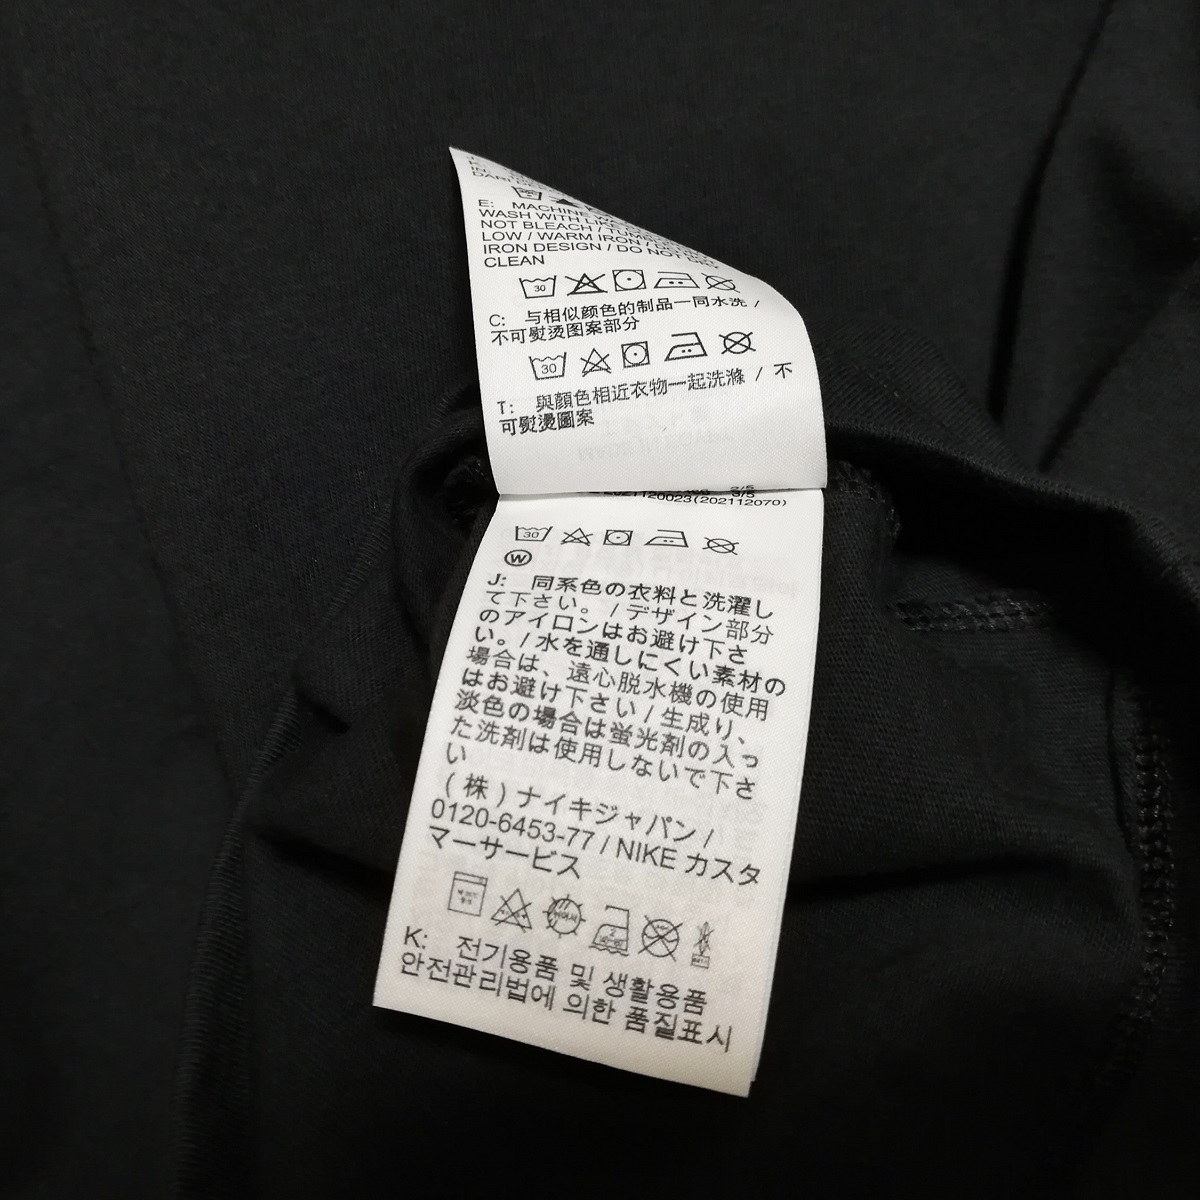 E: MACHINE
WASH WITH
NOT BLEACH /
LOW / WARM IRON /
IRON DESIGN / DO NOT DRY
CLEAN
30
C: 与相似颜色的制品一同水洗 /
不可熨烫图案部分
30
T: 與顏色相近衣物一起洗滌 / 不
可熨燙圖案
3/5
2021120023(202112070)
30
W
J: 同系色の衣料と洗濯し
て下さい。 / デザイン部分
のアイロンはお避け下さ
い。/ 水を通しにくい素材の
場合は、遠心脱水機の使用
はお避け下さい / 生成り、
淡色の場合は蛍光剤の入っ
た洗剤は使用しないで下さ
い
(株) ナイキジャパン /
0120-6453-77 / NIKE カスタ
マーサービス
K: 전기용품 및 생활용품
안전관리법에 의한 품질표시